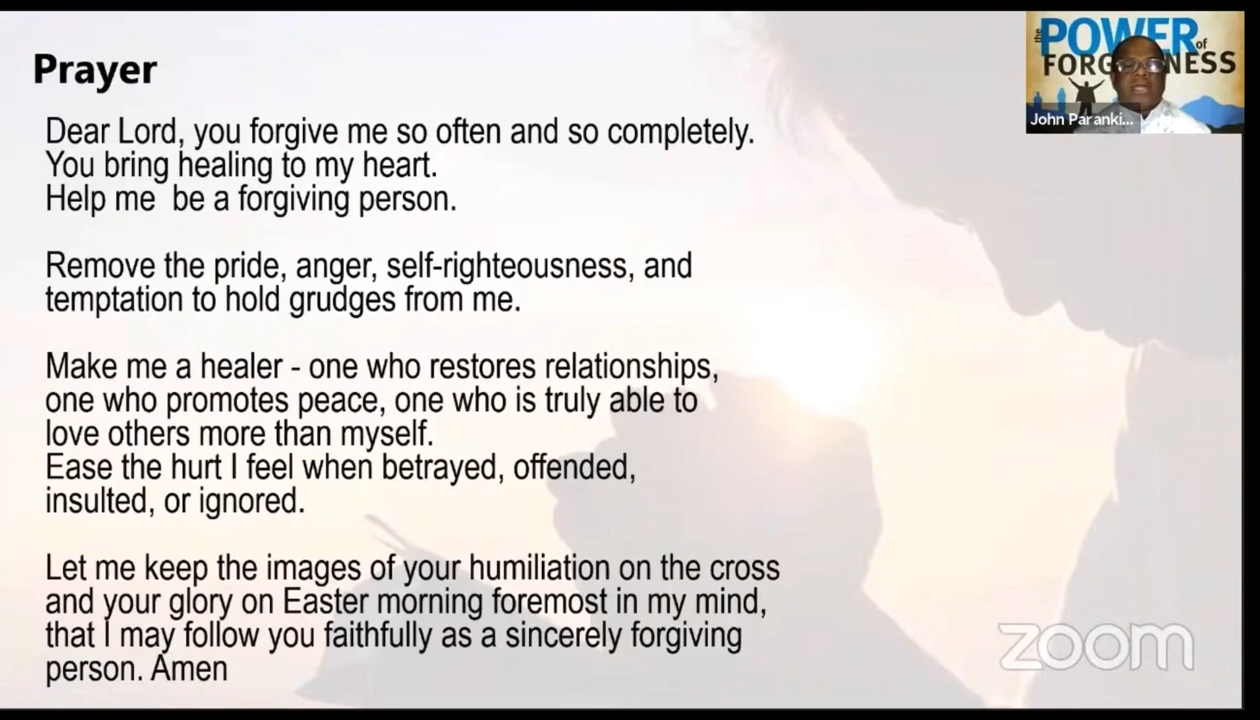 Prayer
Dear Lord, you forgive me so often and so completely.
You bring healing to my heart.
Help me be a forgiving person.
Remove the pride, anger, self-righteousness, and
temptation to hold grudges from me.
Make me a healer - one who restores relationships,
one who promotes peace, one who is truly able to
love others more than myself.
Ease the hurt I feel when betrayed, offended,
insulted, or ignored.
Let me keep the images of your humiliation on the cross
and your glory on Easter morning foremost in my mind,
that I may follow you faithfully as a sincerely forgiving
person. Amen
the POWER of
FORG NESS
John Paranki...
zoom